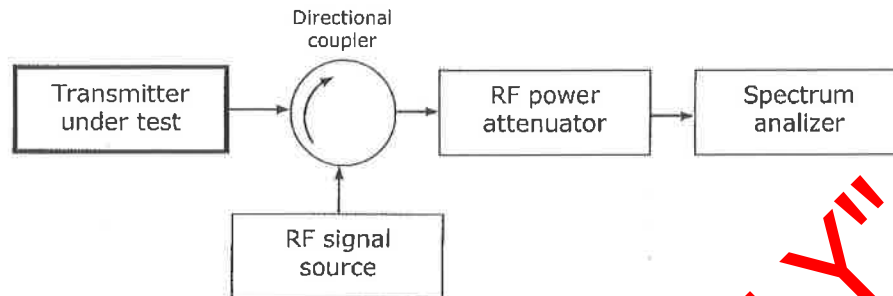 Directional
coupler
Transmitter
under test
RF power
attenuator
Spectrum
analizer
RF signal
source
Y"